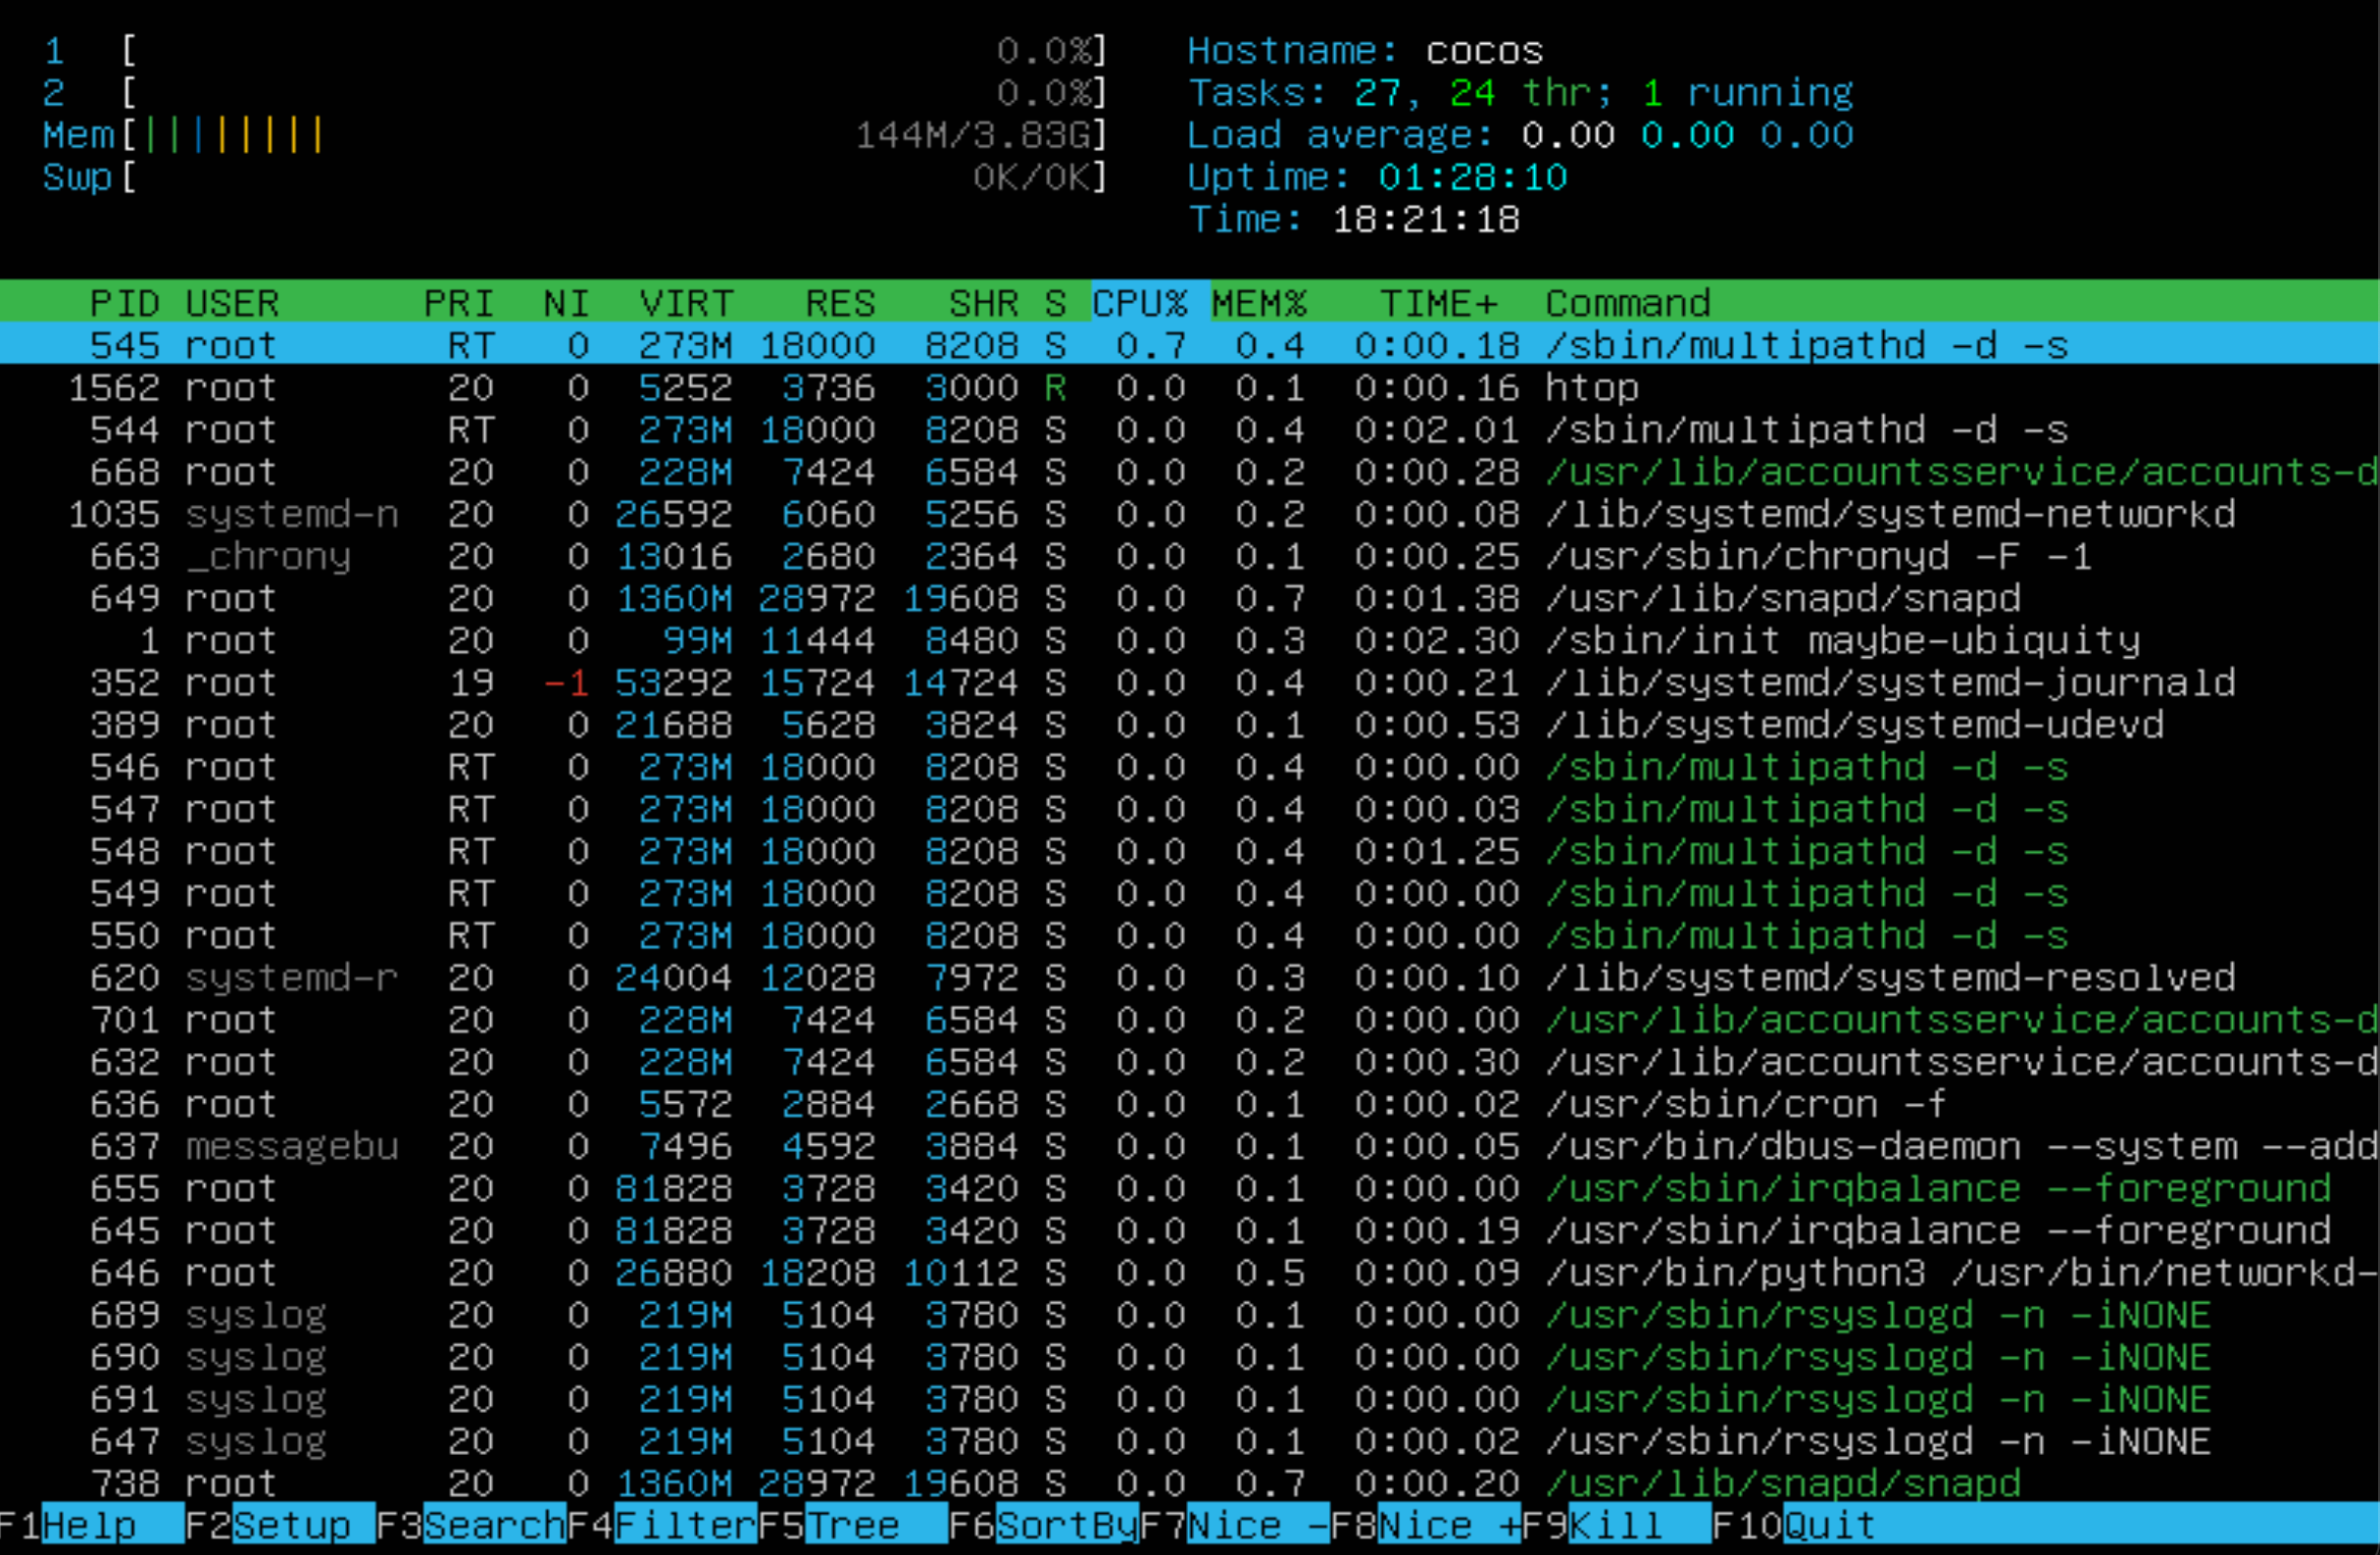 1 [ 0.0%] Hostname: cocos
2 [ 0.0%] Tasks: 27, 24 thr; 1 running
Mem[|||||||| 144M/3.83G] Load average: 0.00 0.00 0.00
Swp[ 0K/0K] Uptime: 01:28:10
Time: 18:21:18
PID USER PRI NI VIRT RES SHR S CPU% MEM% TIME+ Command
545 root RT 0 273M 18000 8208 S 0.7 0.4 0:00.18 /sbin/multipathd -d -s
1562 root 20 0 5252 3736 3000 R 0.0 0.1 0:00.16 htop
544 root RT 0 273M 18000 8208 S 0.0 0.4 0:02.01 /sbin/multipathd -d -s
668 root 20 0 228M 7424 6584 S 0.0 0.2 0:00.28 /usr/lib/accountsservice/accounts-d
1035 systemd-n 20 0 26592 6060 5256 S 0.0 0.2 0:00.08 /lib/systemd/systemd-networkd
663 _chrony 20 0 13016 2680 2364 S 0.0 0.1 0:00.25 /usr/sbin/chronyd -F -1
649 root 20 0 1360M 28972 19608 S 0.0 0.7 0:01.38 /usr/lib/snapd/snapd
1 root 20 0 99M 11444 8480 S 0.0 0.3 0:02.30 /sbin/init maybe-ubiquity
352 root 19 -1 53292 15724 14724 S 0.0 0.4 0:00.21 /lib/systemd/systemd-journald
389 root 20 0 21688 5628 3824 S 0.0 0.1 0:00.53 /lib/systemd/systemd-udevd
546 root RT 0 273M 18000 8208 S 0.0 0.4 0:00.00 /sbin/multipathd -d -s
547 root RT 0 273M 18000 8208 S 0.0 0.4 0:00.03 /sbin/multipathd -d -s
548 root RT 0 273M 18000 8208 S 0.0 0.4 0:01.25 /sbin/multipathd -d -s
549 root RT 0 273M 18000 8208 S 0.0 0.4 0:00.00 /sbin/multipathd -d -s
550 root RT 0 273M 18000 8208 S 0.0 0.4 0:00.00 /sbin/multipathd -d -s
620 systemd-r 20 0 24004 12028 7972 S 0.0 0.3 0:00.10 /lib/systemd/systemd-resolved
701 root 20 0 228M 7424 6584 S 0.0 0.2 0:00.00 /usr/lib/accountsservice/accounts-d
632 root 20 0 228M 7424 6584 S 0.0 0.2 0:00.30 /usr/lib/accountsservice/accounts-d
636 root 20 0 5572 2884 2668 S 0.0 0.1 0:00.02 /usr/sbin/cron -f
637 messagebu 20 0 7496 4592 3884 S 0.0 0.1 0:00.05 /usr/bin/dbus-daemon --system --add
655 root 20 0 81828 3728 3420 S 0.0 0.1 0:00.00 /usr/sbin/irqbalance --foreground
645 root 20 0 81828 3728 3420 S 0.0 0.1 0:00.19 /usr/sbin/irqbalance --foreground
646 root 20 0 26880 18208 10112 S 0.0 0.5 0:00.09 /usr/bin/python3 /usr/bin/networkd-
689 syslog 20 0 219M 5104 3780 S 0.0 0.1 0:00.00 /usr/sbin/rsyslogd -n -iNONE
690 syslog 20 0 219M 5104 3780 S 0.0 0.1 0:00.00 /usr/sbin/rsyslogd -n -iNONE
691 syslog 20 0 219M 5104 3780 S 0.0 0.1 0:00.00 /usr/sbin/rsyslogd -n -iNONE
647 syslog 20 0 219M 5104 3780 S 0.0 0.1 0:00.02 /usr/sbin/rsyslogd -n -iNONE
738 root 20 0 1360M 28972 19608 S 0.0 0.7 0:00.20 /usr/lib/snapd/snapd
F1Help F2Setup F3SearchF4FilterF5Tree F6SortByF7Nice -F8Nice +F9Kill F10Quit